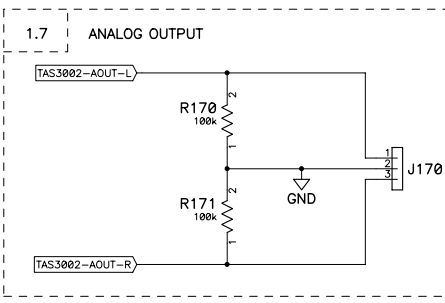 1.7 ANALOG OUTPUT
TAS3002-AOUT-L
2
R170
100k
1
1
2
3
J170
GND
2
R171
100k
1
TAS3002-AOUT-R